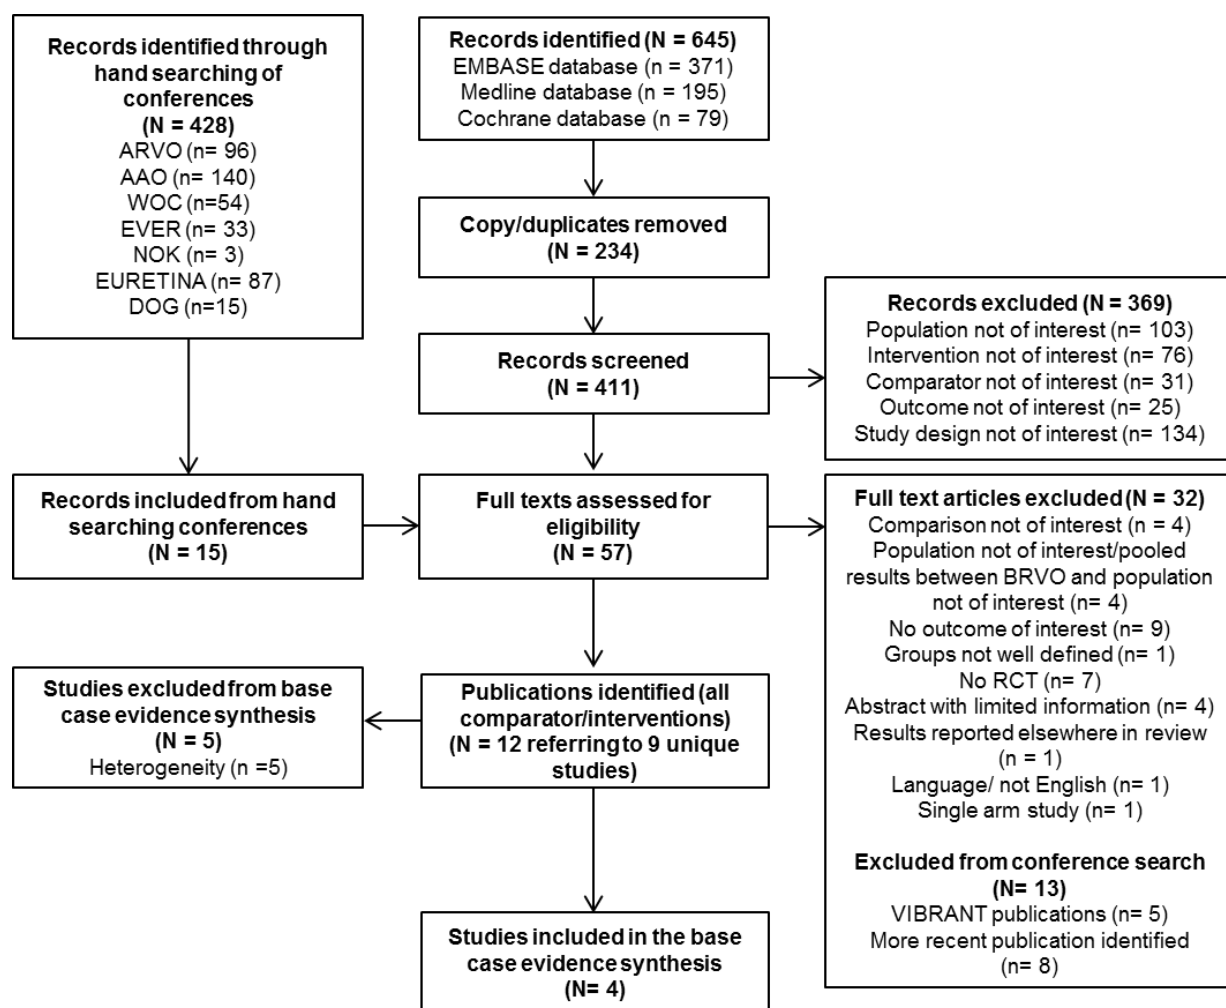 Records identified through
hand searching of
conferences
(N = 428)
ARVO (n= 96)
AAO (n= 140)
WOC (n=54)
EVER (n= 33)
NOK (n= 3)
EURETINA (n= 87)
DOG (n=15)
Records identified (N = 645)
EMBASE database (n = 371)
Medline database (n = 195)
Cochrane database (n = 79)
Copy/duplicates removed
(N = 234)
Records screened
(N = 411)
Records excluded (N = 369)
Population not of interest (n= 103)
Intervention not of interest (n= 76)
Comparator not of interest (n= 31)
Outcome not of interest (n= 25)
Study design not of interest (n= 134)
Records included from hand
searching conferences
(N = 15)
Full texts assessed for
eligibility
(N = 57)
Full text articles excluded (N = 32)
Comparison not of interest (n = 4)
Population not of interest/pooled
results between BRVO and population
not of interest (n= 4)
No outcome of interest (n= 9)
Groups not well defined (n= 1)
No RCT (n= 7)
Abstract with limited information (n= 4)
Results reported elsewhere in review
(n = 1)
Language/ not English (n= 1)
Single arm study (n= 1)
Excluded from conference search
(N= 13)
VIBRANT publications (n= 5)
More recent publication identified
(n= 8)
Studies excluded from base
case evidence synthesis
(N = 5)
Heterogeneity (n =5)
Publications identified (all
comparator/interventions)
(N = 12 referring to 9 unique
studies)
Studies included in the base
case evidence synthesis
(N= 4)